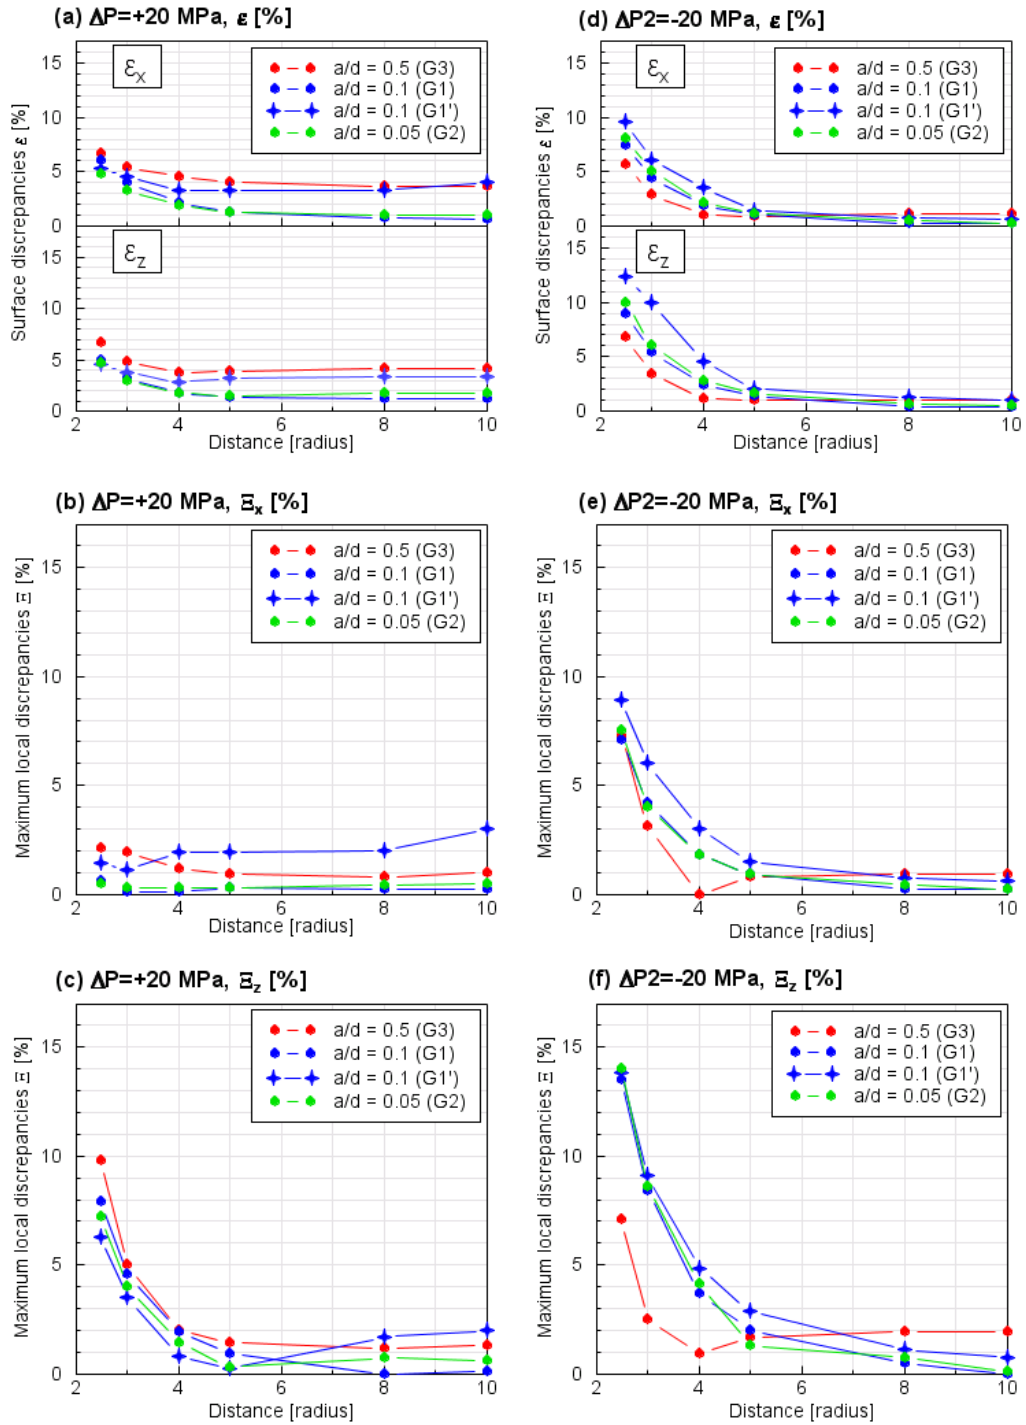 (a) ΔP=+20 MPa, ε [%]
15
10
5
0
εx
a/d = 0.5 (G3)
a/d = 0.1 (G1)
a/d = 0.1 (G1')
a/d = 0.05 (G2)
Surface discrepancies ε [%]
15
10
5
0
εz
2 4 6 8 10
Distance [radius]
(d) ΔP2=-20 MPa, ε [%]
15
10
5
0
εx
a/d = 0.5 (G3)
a/d = 0.1 (G1)
a/d = 0.1 (G1')
a/d = 0.05 (G2)
Surface discrepancies ε [%]
15
10
5
0
εz
2 4 6 8 10
Distance [radius]
(b) ΔP=+20 MPa, Ξx [%]
15
10
5
0
a/d = 0.5 (G3)
a/d = 0.1 (G1)
a/d = 0.1 (G1')
a/d = 0.05 (G2)
Maximum local discrepancies Ξ [%]
2 4 6 8 10
Distance [radius]
(e) ΔP2=-20 MPa, Ξx [%]
15
10
5
0
a/d = 0.5 (G3)
a/d = 0.1 (G1)
a/d = 0.1 (G1')
a/d = 0.05 (G2)
Maximum local discrepancies Ξ [%]
2 4 6 8 10
Distance [radius]
(c) ΔP=+20 MPa, Ξz [%]
15
10
5
0
a/d = 0.5 (G3)
a/d = 0.1 (G1)
a/d = 0.1 (G1')
a/d = 0.05 (G2)
Maximum local discrepancies Ξ [%]
2 4 6 8 10
Distance [radius]
(f) ΔP2=-20 MPa, Ξz [%]
15
10
5
0
a/d = 0.5 (G3)
a/d = 0.1 (G1)
a/d = 0.1 (G1')
a/d = 0.05 (G2)
Maximum local discrepancies Ξ [%]
2 4 6 8 10
Distance [radius]